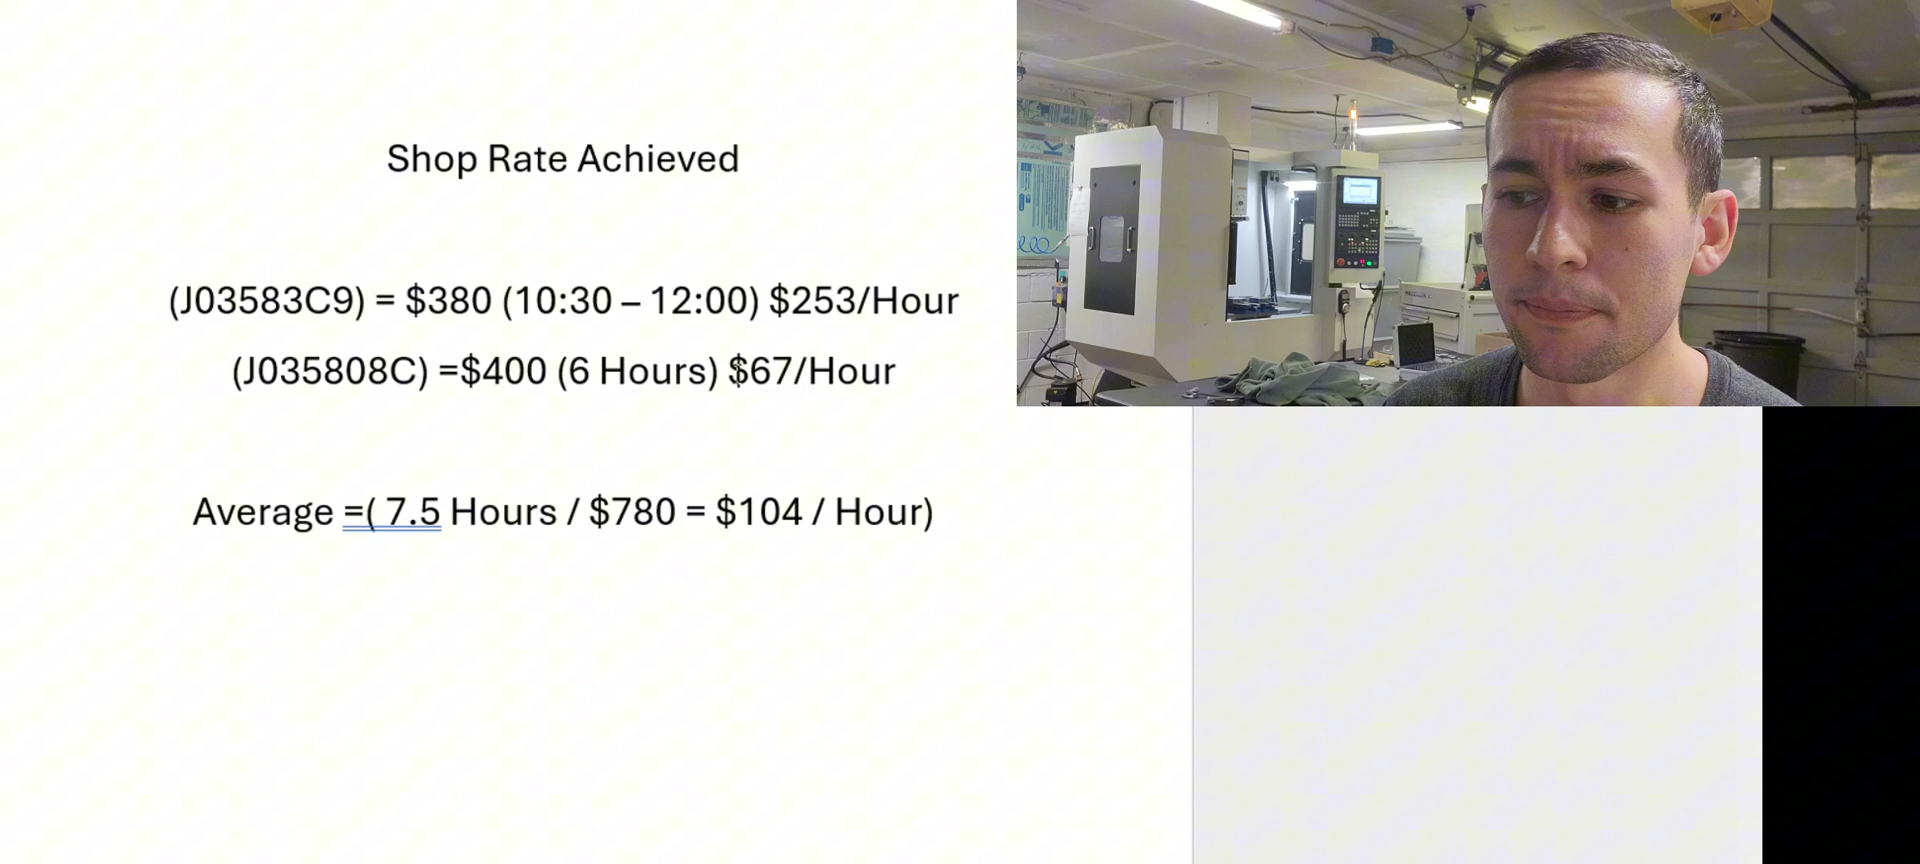 Shop Rate Achieved
(J03583C9) = $380 (10:30 – 12:00) $253/Hour
(J035808C) =$400 (6 Hours) $67/Hour
Average =( 7.5 Hours / $780 = $104 / Hour)